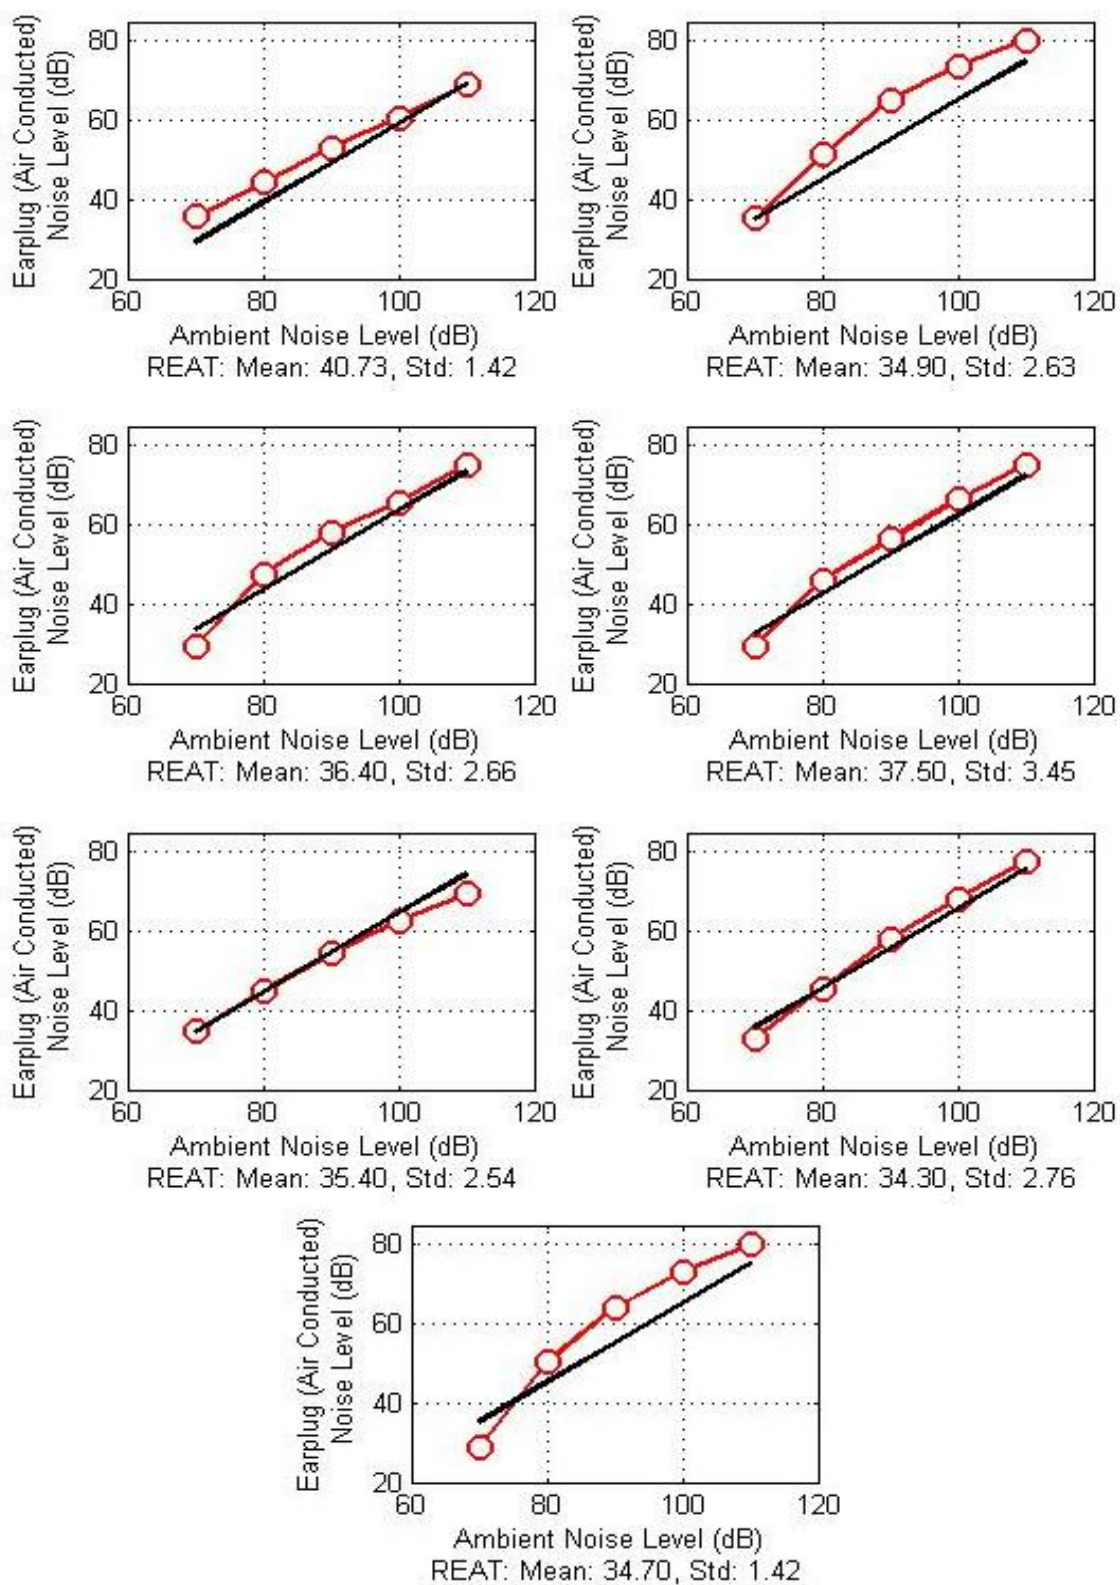 Earplug (Air Conducted)
Noise Level (dB)
80
60
40
20
60 80 100 120
Ambient Noise Level (dB)
REAT: Mean: 40.73, Std: 1.42
Earplug (Air Conducted)
Noise Level (dB)
80
60
40
20
60 80 100 120
Ambient Noise Level (dB)
REAT: Mean: 34.90, Std: 2.63
Earplug (Air Conducted)
Noise Level (dB)
80
60
40
20
60 80 100 120
Ambient Noise Level (dB)
REAT: Mean: 36.40, Std: 2.66
Earplug (Air Conducted)
Noise Level (dB)
80
60
40
20
60 80 100 120
Ambient Noise Level (dB)
REAT: Mean: 37.50, Std: 3.45
Earplug (Air Conducted)
Noise Level (dB)
80
60
40
20
60 80 100 120
Ambient Noise Level (dB)
REAT: Mean: 35.40, Std: 2.54
Earplug (Air Conducted)
Noise Level (dB)
80
60
40
20
60 80 100 120
Ambient Noise Level (dB)
REAT: Mean: 34.30, Std: 2.76
Earplug (Air Conducted)
Noise Level (dB)
80
60
40
20
60 80 100 120
Ambient Noise Level (dB)
REAT: Mean: 34.70, Std: 1.42